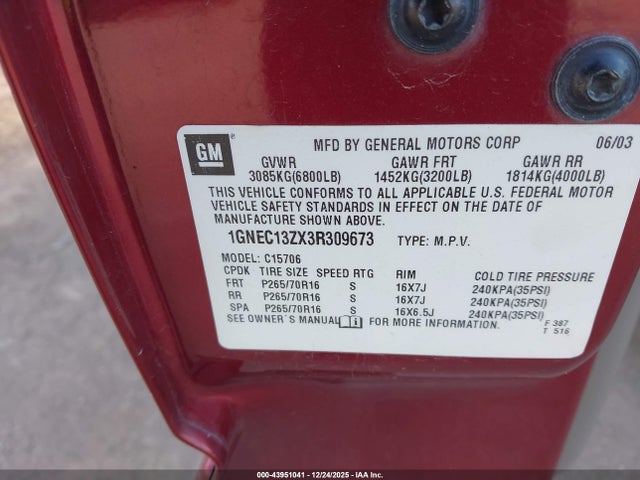 GM
MFD BY GENERAL MOTORS CORP 06/03
GVWR GAWR FRT GAWR RR
3085KG(6800LB) 1452KG(3200LB) 1814KG(4000LB)
THIS VEHICLE CONFORMS TO ALL APPLICABLE U.S. FEDERAL MOTOR
VEHICLE SAFETY STANDARDS IN EFFECT ON THE DATE OF
MANUFACTURE SHOWN ABOVE.
1GNEC13ZX3R309673 TYPE: M.P.V.
MODEL: C15706
CPDK TIRE SIZE SPEED RTG RIM COLD TIRE PRESSURE
FRT P265/70R16 S 16X7J 240KPA(35PSI)
RR P265/70R16 S 16X7J 240KPA(35PSI)
SPA P265/70R16 S 16X6.5J 240KPA(35PSI)
SEE OWNER'S MANUAL FOR MORE INFORMATION. F 387
T 516
000-43951041 - 12/24/2025 - IAA Inc.